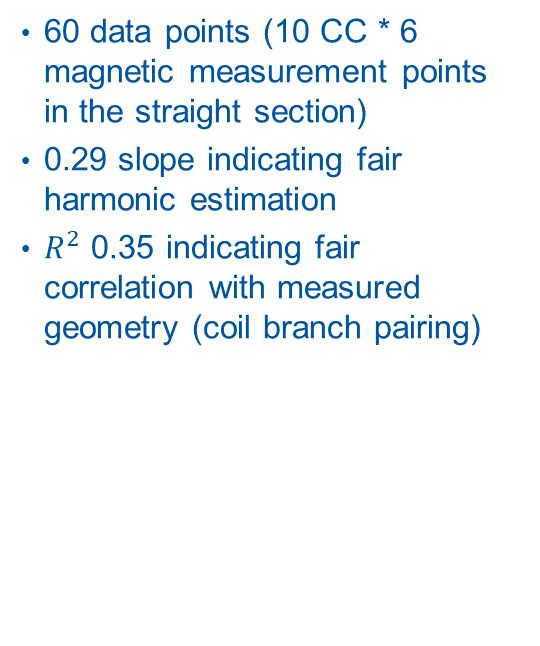 • 60 data points (10 CC * 6
magnetic measurement points
in the straight section)
• 0.29 slope indicating fair
harmonic estimation
• 𝑅² 0.35 indicating fair
correlation with measured
geometry (coil branch pairing)